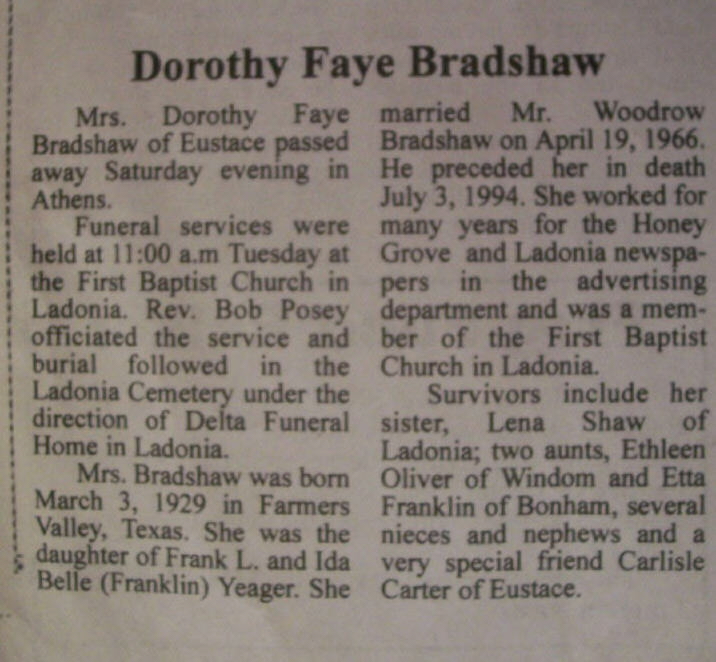 Dorothy Faye Bradshaw
Mrs. Dorothy Faye
Bradshaw of Eustace passed
away Saturday evening in
Athens.
Funeral services were
held at 11:00 a.m Tuesday at
the First Baptist Church in
Ladonia. Rev. Bob Posey
officiated the service and
burial followed in the
Ladonia Cemetery under the
direction of Delta Funeral
Home in Ladonia.
Mrs. Bradshaw was born
March 3, 1929 in Farmers
Valley, Texas. She was the
daughter of Frank L. and Ida
Belle (Franklin) Yeager. She
married Mr. Woodrow
Bradshaw on April 19, 1966.
He preceded her in death
July 3, 1994. She worked for
many years for the Honey
Grove and Ladonia newspa-
pers in the advertising
department and was a mem-
ber of the First Baptist
Church in Ladonia.
Survivors include her
sister, Lena Shaw of
Ladonia; two aunts, Ethleen
Oliver of Windom and Etta
Franklin of Bonham, several
nieces and nephews and a
very special friend Carlisle
Carter of Eustace.